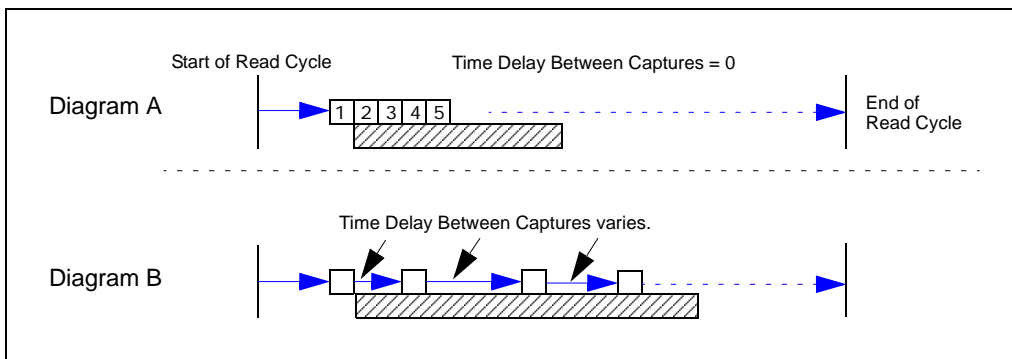 Start of Read Cycle
Time Delay Between Captures = 0
Diagram A
1 2 3 4 5
End of
Read Cycle
Time Delay Between Captures varies.
Diagram B